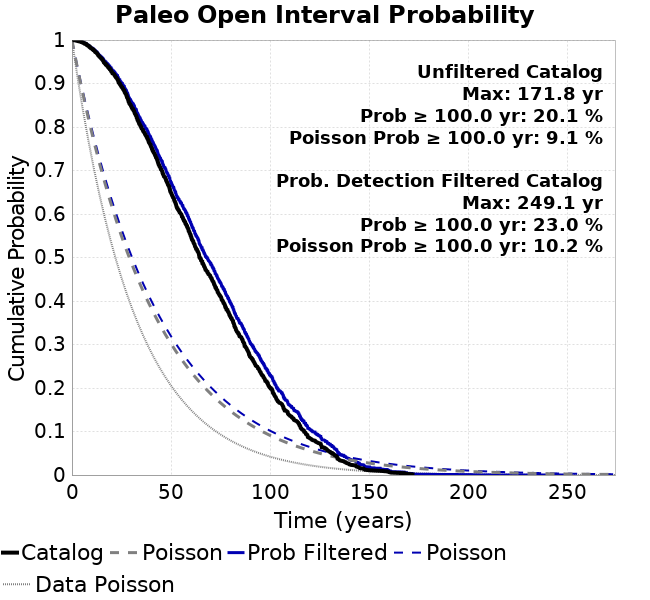 Paleo Open Interval Probability
Cumulative Probability
1
0.9
0.8
0.7
0.6
0.5
0.4
0.3
0.2
0.1
0
Unfiltered Catalog
Max: 171.8 yr
Prob ≥ 100.0 yr: 20.1 %
Poisson Prob ≥ 100.0 yr: 9.1 %
Prob. Detection Filtered Catalog
Max: 249.1 yr
Prob ≥ 100.0 yr: 23.0 %
Poisson Prob ≥ 100.0 yr: 10.2 %
0 50 100 150 200 250
Time (years)
Catalog Poisson Prob Filtered Poisson
Data Poisson